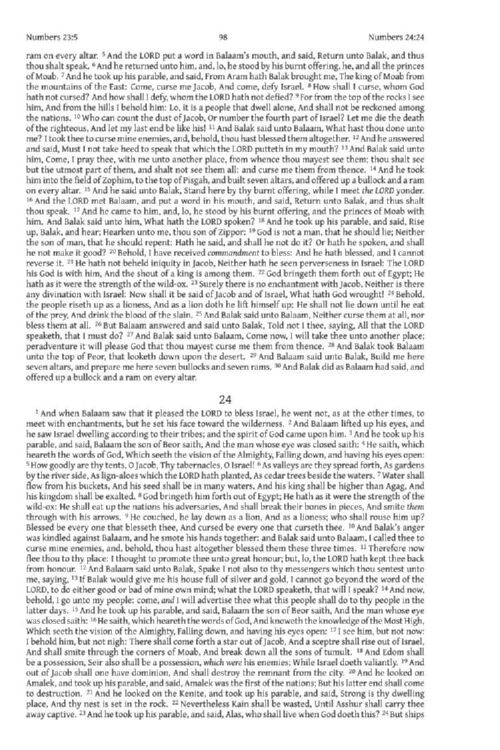 Numbers 23:5 98 Numbers 24:24
ram on every altar. 5 And the LORD put a word in Balaam's mouth, and said, Return unto Balak, and thus
thou shalt speak. 6 And he returned unto him, and, lo, he stood by his burnt offering, he, and all the princes
of Moab. 7 And he took up his parable, and said, From Aram hath Balak brought me, The king of Moab from
the mountains of the East: Come, curse me Jacob, And come, defy Israel. 8 How shall I curse, whom God
hath not cursed? And how shall I defy, whom the LORD hath not defied? 9 For from the top of the rocks I see
him, And from the hills I behold him: Lo, it is a people that dwell alone, And shall not be reckoned among
the nations. 10 Who can count the dust of Jacob, Or number the fourth part of Israel? Let me die the death
of the righteous, And let my last end be like his! 11 And Balak said unto Balaam, What hast thou done unto
me? I took thee to curse mine enemies, and, behold, thou hast blessed them altogether. 12 And he answered
and said, Must I not take heed to speak that which the LORD putteth in my mouth? 13 And Balak said unto
him, Come, I pray thee, with me unto another place, from whence thou mayest see them; thou shalt see
but the utmost part of them, and shalt not see them all: and curse me them from thence. 14 And he took
him into the field of Zophim, to the top of Pisgah, and built seven altars, and offered up a bullock and a ram
on every altar. 15 And he said unto Balak, Stand here by thy burnt offering, while I meet the LORD yonder.
16 And the LORD met Balaam, and put a word in his mouth, and said, Return unto Balak, and thus shalt
thou speak. 17 And he came to him, and, lo, he stood by his burnt offering, and the princes of Moab with
him. And Balak said unto him, What hath the LORD spoken? 18 And he took up his parable, and said, Rise
up, Balak, and hear; Hearken unto me, thou son of Zippor: 19 God is not a man, that he should lie; Neither
the son of man, that he should repent: Hath he said, and shall he not do it? Or hath he spoken, and shall
he not make it good? 20 Behold, I have received commandment to bless: And he hath blessed, and I cannot
reverse it. 21 He hath not beheld iniquity in Jacob, Neither hath he seen perverseness in Israel: The LORD
his God is with him, And the shout of a king is among them. 22 God bringeth them forth out of Egypt; He
hath as it were the strength of the wild-ox. 23 Surely there is no enchantment with Jacob, Neither is there
any divination with Israel: Now shall it be said of Jacob and of Israel, What hath God wrought! 24 Behold,
the people riseth up as a lioness, And as a lion doth he lift himself up: He shall not lie down until he eat
of the prey, And drink the blood of the slain. 25 And Balak said unto Balaam, Neither curse them at all, nor
bless them at all. 26 But Balaam answered and said unto Balak, Told not I thee, saying, All that the LORD
speaketh, that I must do? 27 And Balak said unto Balaam, Come now, I will take thee unto another place;
peradventure it will please God that thou mayest curse me them from thence. 28 And Balak took Balaam
unto the top of Peor, that looketh down upon the desert. 29 And Balaam said unto Balak, Build me here
seven altars, and prepare me here seven bullocks and seven rams. 30 And Balak did as Balaam had said, and
offered up a bullock and a ram on every altar.
24
1 And when Balaam saw that it pleased the LORD to bless Israel, he went not, as at the other times, to
meet with enchantments, but he set his face toward the wilderness. 2 And Balaam lifted up his eyes, and
he saw Israel dwelling according to their tribes; and the spirit of God came upon him. 3 And he took up his
parable, and said, Balaam the son of Beor saith, And the man whose eye was closed saith: 4 He saith, which
heareth the words of God, Which seeth the vision of the Almighty, Falling down, and having his eyes open:
5 How goodly are thy tents, O Jacob, Thy tabernacles, O Israel! 6 As valleys are they spread forth, As gardens
by the river side, As lign-aloes which the LORD hath planted, As cedar trees beside the waters. 7 Water shall
flow from his buckets, And his seed shall be in many waters, And his king shall be higher than Agag, And
his kingdom shall be exalted. 8 God bringeth him forth out of Egypt; He hath as it were the strength of the
wild-ox: He shall eat up the nations his adversaries, And shall break their bones in pieces, And smite them
through with his arrows. 9 He couched, he lay down as a lion, And as a lioness; who shall rouse him up?
Blessed be every one that blesseth thee, And cursed be every one that curseth thee. 10 And Balak's anger
was kindled against Balaam, and he smote his hands together: and Balak said unto Balaam, I called thee to
curse mine enemies, and, behold, thou hast altogether blessed them these three times. 11 Therefore now
flee thou to thy place: I thought to promote thee unto great honour; but, lo, the LORD hath kept thee back
from honour. 12 And Balaam said unto Balak, Spake I not also to thy messengers which thou sentest unto
me, saying, 13 If Balak would give me his house full of silver and gold, I cannot go beyond the word of the
LORD, to do either good or bad of mine own mind; what the LORD speaketh, that will I speak? 14 And now,
behold, I go unto my people: come, and I will advertise thee what this people shall do to thy people in the
latter days. 15 And he took up his parable, and said, Balaam the son of Beor saith, And the man whose eye
was closed saith: 16 He saith, which heareth the words of God, And knoweth the knowledge of the Most High,
Which seeth the vision of the Almighty, Falling down, and having his eyes open: 17 I see him, but not now:
I behold him, but not nigh: There shall come forth a star out of Jacob, And a sceptre shall rise out of Israel,
And shall smite through the corners of Moab, And break down all the sons of tumult. 18 And Edom shall
be a possession, Seir also shall be a possession, which were his enemies; While Israel doeth valiantly. 19 And
out of Jacob shall one have dominion, And shall destroy the remnant from the city. 20 And he looked on
Amalek, and took up his parable, and said, Amalek was the first of the nations; But his latter end shall come
to destruction. 21 And he looked on the Kenite, and took up his parable, and said, Strong is thy dwelling
place, And thy nest is set in the rock. 22 Nevertheless Kain shall be wasted, Until Asshur shall carry thee
away captive. 23 And he took up his parable, and said, Alas, who shall live when God doeth this? 24 But ships